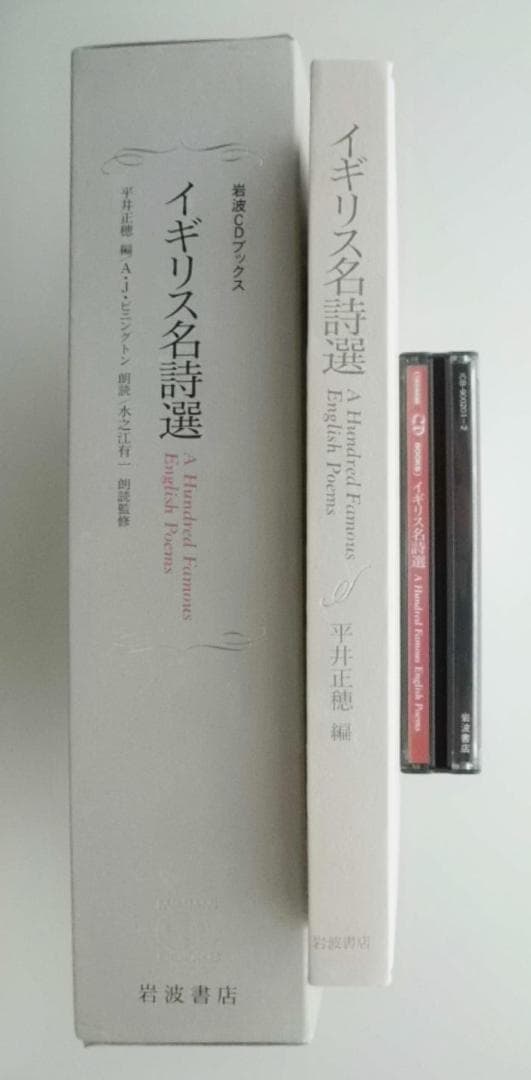 岩波CDブックス
イギリス名詩選
A Hundred Famous
English Poems
平井正穂 編/A・J・ピニングトン 朗読/水之江有一 朗読監修
岩波書店
イギリス名詩選
A Hundred Famous
English Poems
平井正穂 編
岩波書店
CD BOOKS イギリス名詩選 A Hundred Famous English Poems
岩波書店